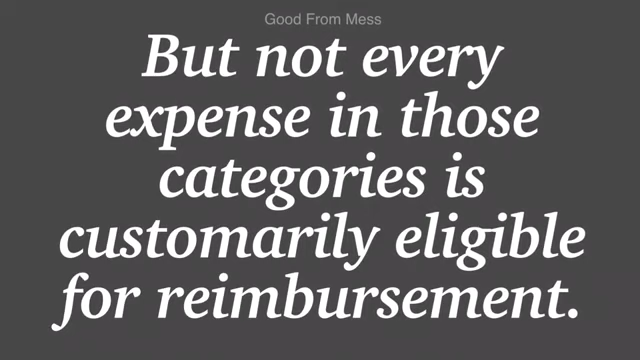 Good From Mess
But not every
expense in those
categories is
customarily eligible
for reimbursement.